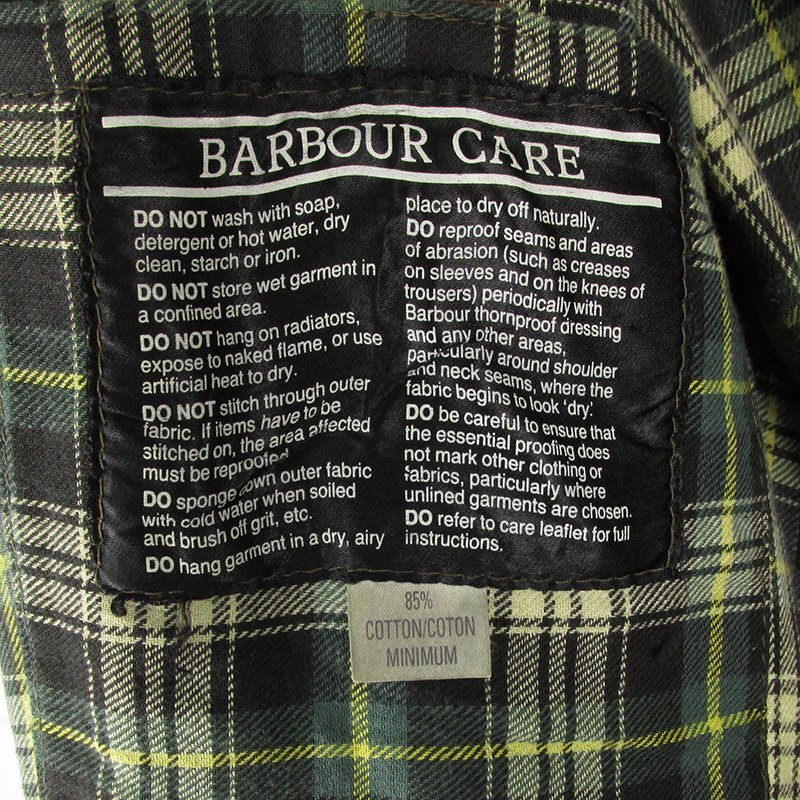 BARBOUR CARE
DO NOT wash with soap,
detergent or hot water, dry
clean, starch or iron.
DO NOT store wet garment in
a confined area.
DO NOT hang on radiators,
expose to naked flame, or use
artificial heat to dry.
DO NOT stitch through outer
fabric. If items have to be
stitched on, the area affected
must be reproofed.
DO sponge down outer fabric
with cold water when soiled
and brush off grit, etc.
DO hang garment in a dry, airy
place to dry off naturally.
DO reproof seams and areas
of abrasion (such as creases
on sleeves and on the knees of
trousers) periodically with
Barbour thornproof dressing
and any other areas,
particularly around shoulder
and neck seams, where the
fabric begins to look 'dry'.
DO be careful to ensure that
the essential proofing does
not mark other clothing or
fabrics, particularly where
unlined garments are chosen.
DO refer to care leaflet for full
instructions.
85%
COTTON/COTON
MINIMUM